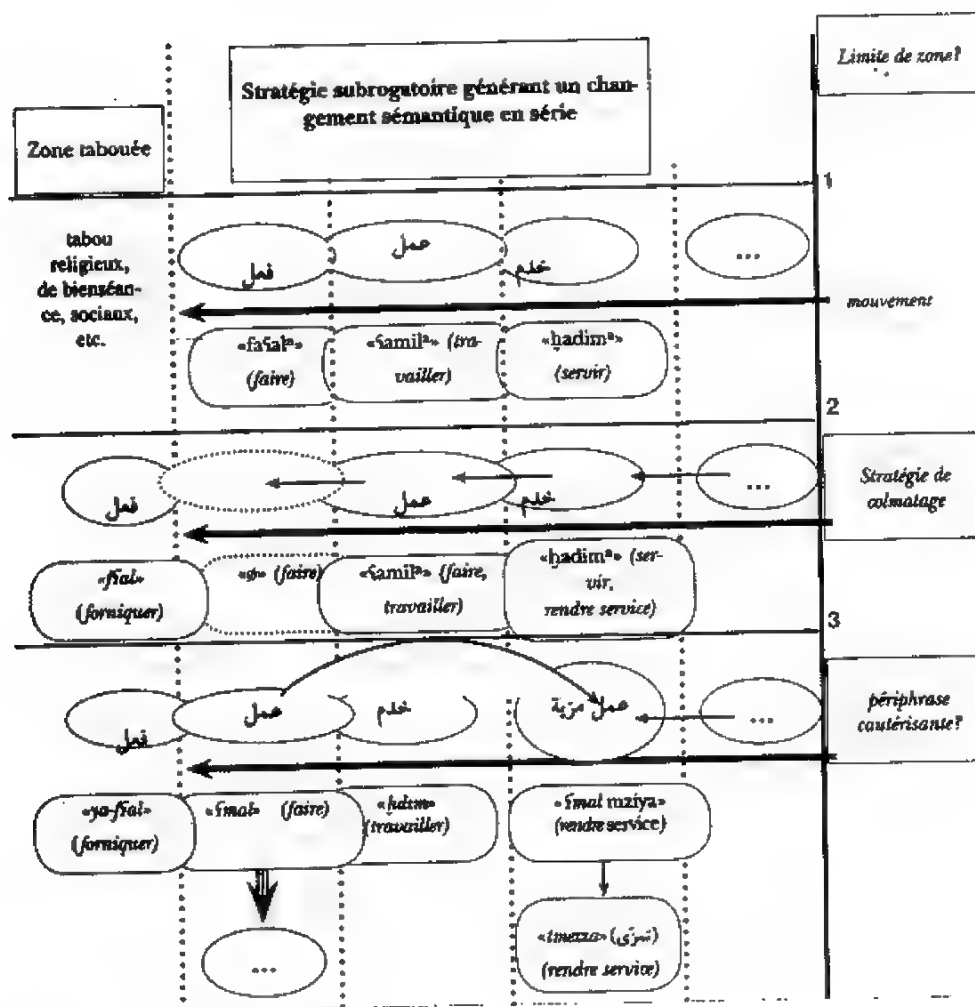 Limite de zone?
Stratégie subrogatoire générant un chan-
gement sémantique en série
Zone tabouée
1
tabou
religieux,
de bienséan-
ce, sociaux,
etc.
فعل
عمل
خدم
...
mouvement
«faʕalª»
(faire)
«ʕamilª» (tra-
vailler)
«ḫadimª»
(servir)
2
فعل
عمل
خدم
...
Stratégie de
colmatage
«fʕal»
(forniquer)
(faire)
«ʕamilª» (faire,
travailler)
«ḫadimª» (ser-
vir,
rendre service)
3
فعل
عمل
خدم
عمل مزية
...
périphrase
cautérisante?
«ya-fʕal»
(forniquer)
«ʕmal» (faire)
«ḫdim»
(travailler)
«ʕmal mziya»
(rendre service)
...
«tmezza» (تمزّى)
(rendre service)